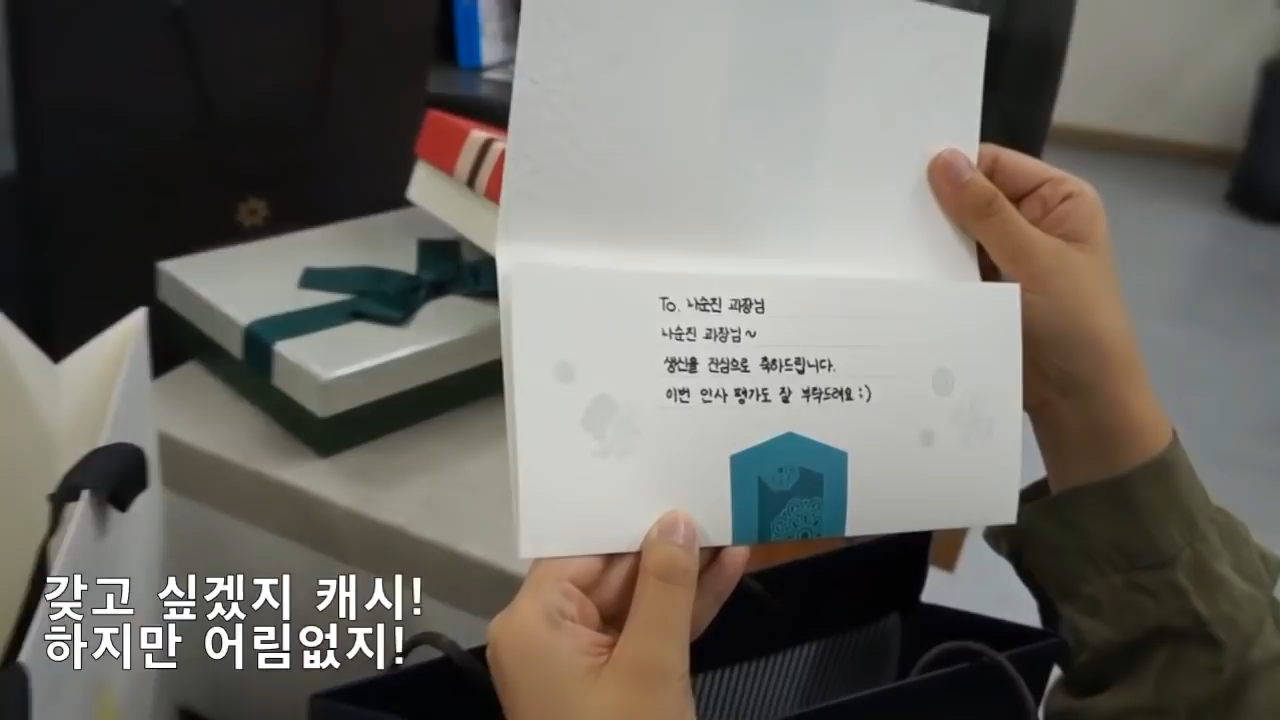 To. 나순진 과장님
나순진 과장님~
생신을 진심으로 축하드립니다.
이번 인사 평가도 잘 부탁드려요 :)
갖고 싶겠지 캐시!
하지만 어림없지!